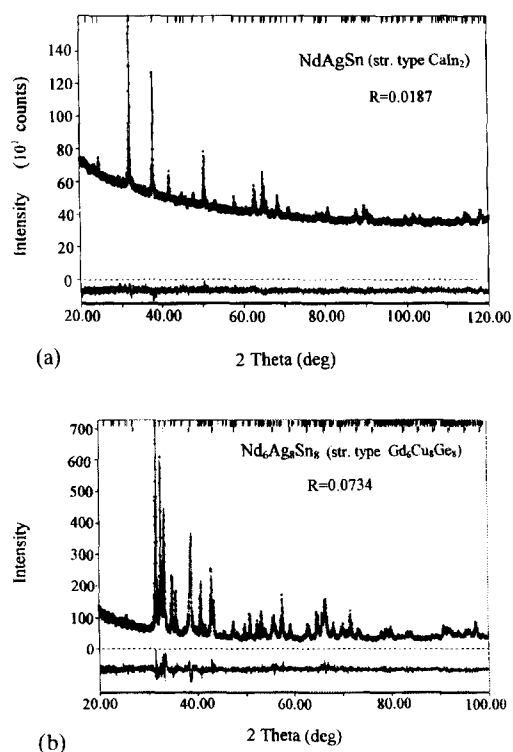 160
140
120
100
80
60
40
20
0
Intensity (10³ counts)
NdAgSn (str. type CaIn₂)
R=0.0187
20.00 40.00 60.00 80.00 100.00 120.00
(a) 2 Theta (deg)
700
600
500
400
300
200
100
0
Intensity
Nd₆Ag₈Sn₈ (str. type Gd₆Cu₈Ge₈)
R=0.0734
20.00 40.00 60.00 80.00 100.00
(b) 2 Theta (deg)